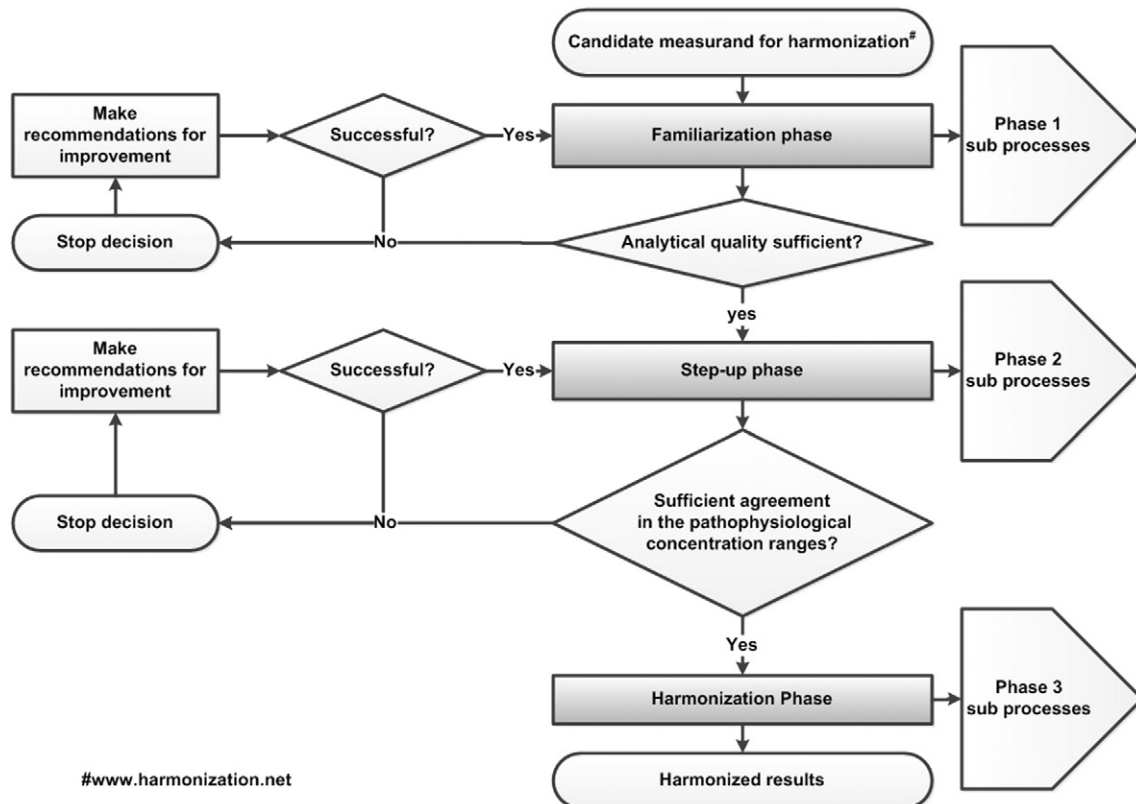 Candidate measurand for harmonization#
Make
recommendations for
improvement
Successful?
Yes
Familiarization phase
Phase 1
sub processes
Stop decision
No
Analytical quality sufficient?
yes
Make
recommendations for
improvement
Successful?
Yes
Step-up phase
Phase 2
sub processes
Stop decision
No
Sufficient agreement
in the pathophysiological
concentration ranges?
Yes
Harmonization Phase
Phase 3
sub processes
Harmonized results
#www.harmonization.net